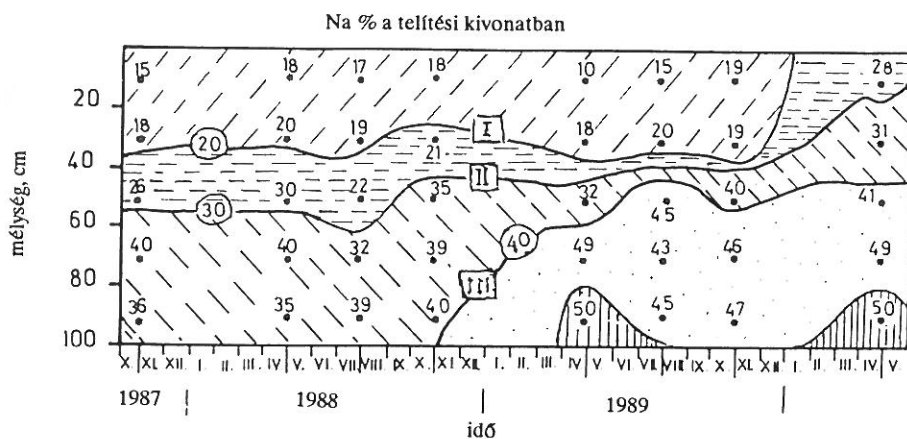 Na % a telítési kivonatban
15 18 17 18 10 15 19 28
20
18 20 20 19 I 18 20 19 31
mélység, cm
40
21 II
26 30 22 35 32 40 41
60
30 45
40 40 32 39 40 49 43 46 49
80
III
36 35 39 40 50 45 47 50
100
X. XI. XII. I. II. III. IV. V. VI. VII. VIII. IX. X. XI. XII. I. II. III. IV. V. VI. VII. VIII. IX. X. XI. XII. I. II. III. IV. V.
1987 1988 1989
idő